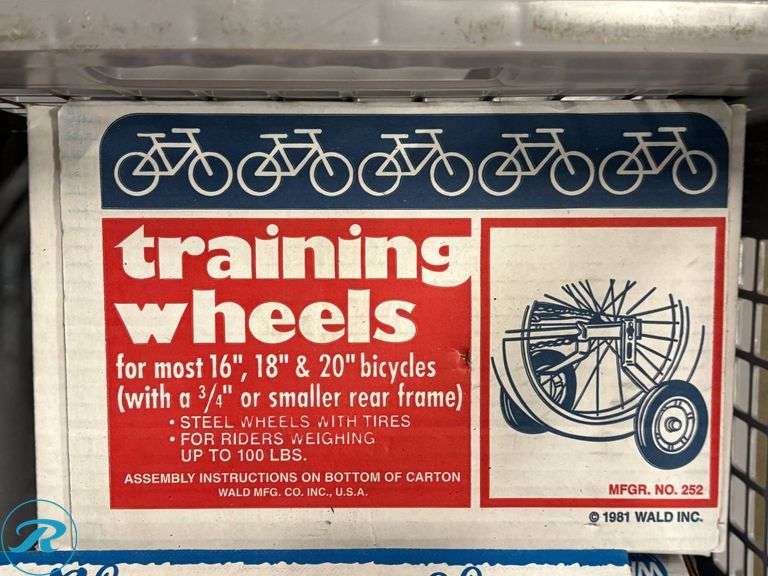 training
wheels
for most 16", 18" & 20" bicycles
(with a 3/4" or smaller rear frame)
• STEEL WHEELS WITH TIRES
• FOR RIDERS WEIGHING
UP TO 100 LBS.
ASSEMBLY INSTRUCTIONS ON BOTTOM OF CARTON
WALD MFG. CO. INC., U.S.A.
MFGR. NO. 252
© 1981 WALD INC.
R